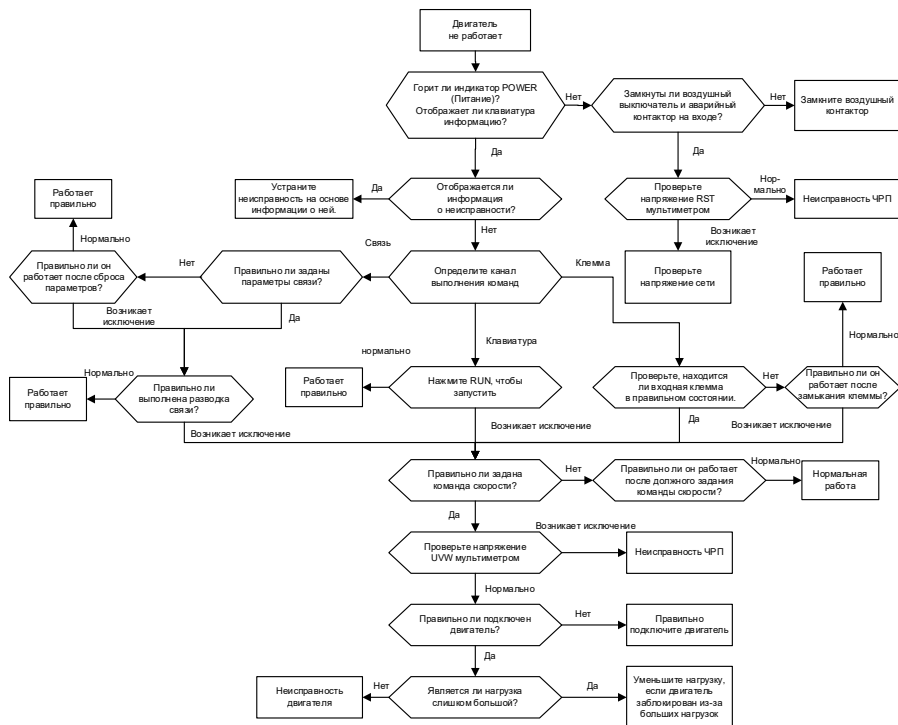 Двигатель
не работает
Горит ли индикатор POWER
(Питание)?
Отображает ли клавиатура
информацию?
Нет
Замкнуты ли воздушный
выключатель и аварийный
контактор на входе?
Нет
Замкните воздушный
контактор
Да
Да
Устраните
неисправность на основе
информации о ней.
Да
Отображается ли
информация
о неисправности?
Проверьте
напряжение RST
мультиметром
Нор-
мально
Неисправность ЧРП
Работает
правильно
Нормально
Связь
Нет
Возникает
исключение
Правильно ли он
работает после сброса
параметров?
Нет
Правильно ли заданы
параметры связи?
Определите канал
выполнения команд
Клемма
Проверьте
напряжение сети
Работает
правильно
Возникает
исключение
Да
Клавиатура
Нормально
нормально
Работает
правильно
Нормально
Правильно ли
выполнена разводка
связи?
Работает
правильно
Нажмите RUN, чтобы
запустить
Проверьте, находится
ли входная клемма
в правильном состоянии.
Нет
Правильно ли он
работает после
замыкания клеммы?
Возникает исключение
Возникает исключение
Да
Возникает исключение
Правильно ли задана
команда скорости?
Нет
Правильно ли он работает
после должного задания
команды скорости?
Нормально
Нормальная
работа
Да
Возникает исключение
Проверьте напряжение
UVW мультиметром
Неисправность ЧРП
Нормально
Правильно ли подключен
двигатель?
Нет
Правильно
подключите двигатель
Да
Неисправность
двигателя
Нет
Является ли нагрузка
слишком большой?
Да
Уменьшите нагрузку,
если двигатель
заблокирован из-за
больших нагрузок